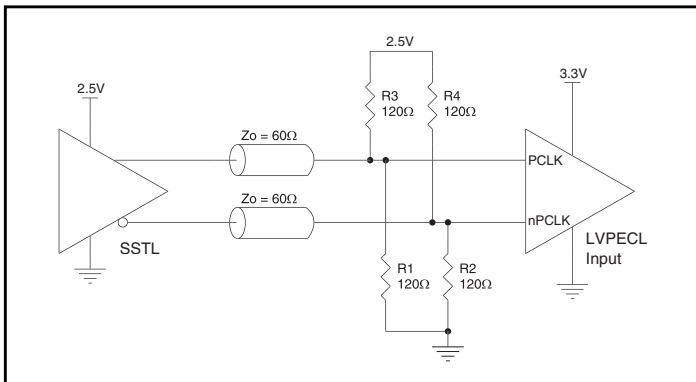 2.5V
2.5V
3.3V
R3
120Ω
R4
120Ω
Zo = 60Ω
PCLK
Zo = 60Ω
nPCLK
SSTL
LVPECL
Input
R1
120Ω
R2
120Ω